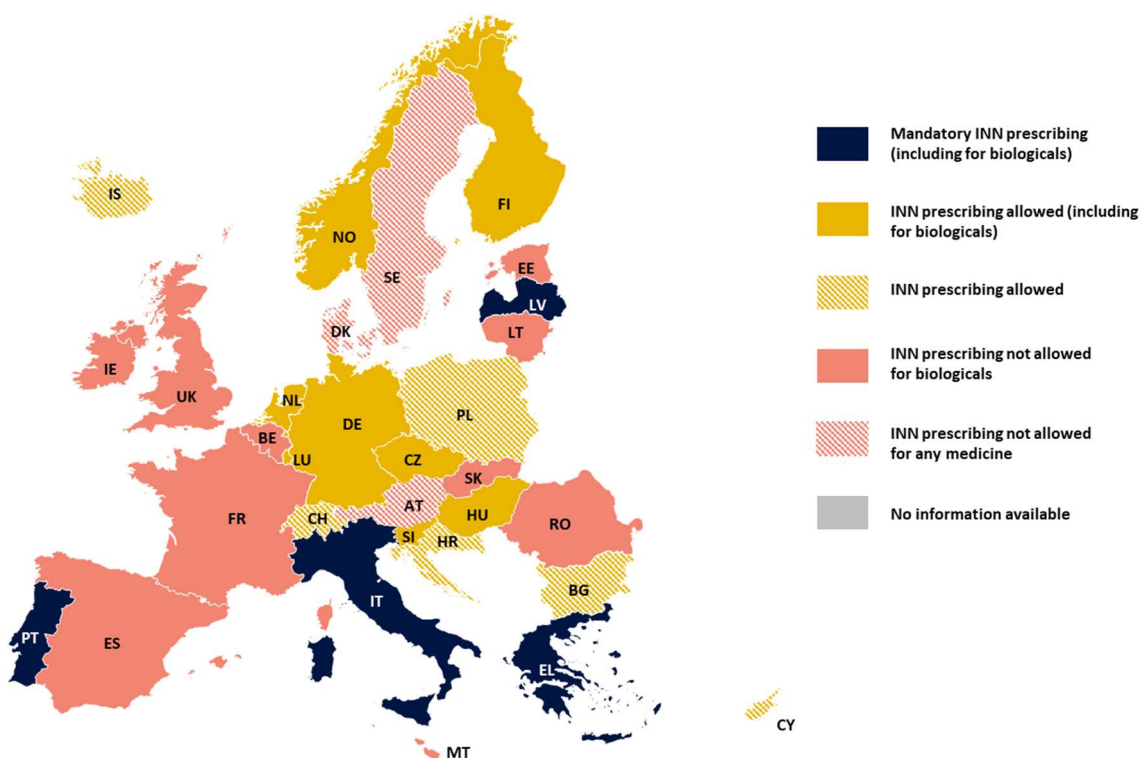 IS
NO
FI
SE
EE
LV
LT
DK
IE
UK
NL
BE
LU
DE
PL
CZ
SK
AT
HU
CH
SI
HR
RO
FR
BG
IT
PT
ES
EL
MT
CY
Mandatory INN prescribing
(including for biologicals)
INN prescribing allowed (including
for biologicals)
INN prescribing allowed
INN prescribing not allowed
for biologicals
INN prescribing not allowed
for any medicine
No information available